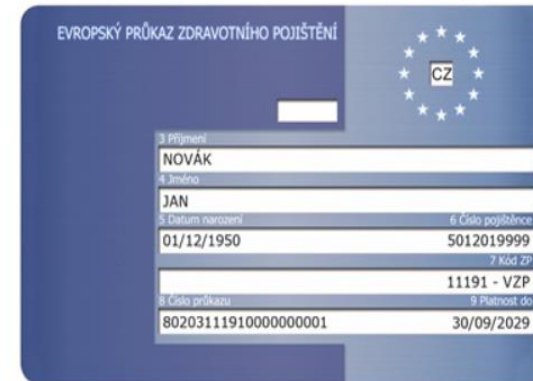 EVROPSKÝ PRŮKAZ ZDRAVOTNÍHO POJIŠTĚNÍ
CZ
3 Příjmení
NOVÁK
4 Jméno
JAN
5 Datum narození 6 Číslo pojištěnce
01/12/1950 5012019999
7 Kód ZP
11191 - VZP
8 Číslo průkazu 9 Platnost do
80203111910000000001 30/09/2029